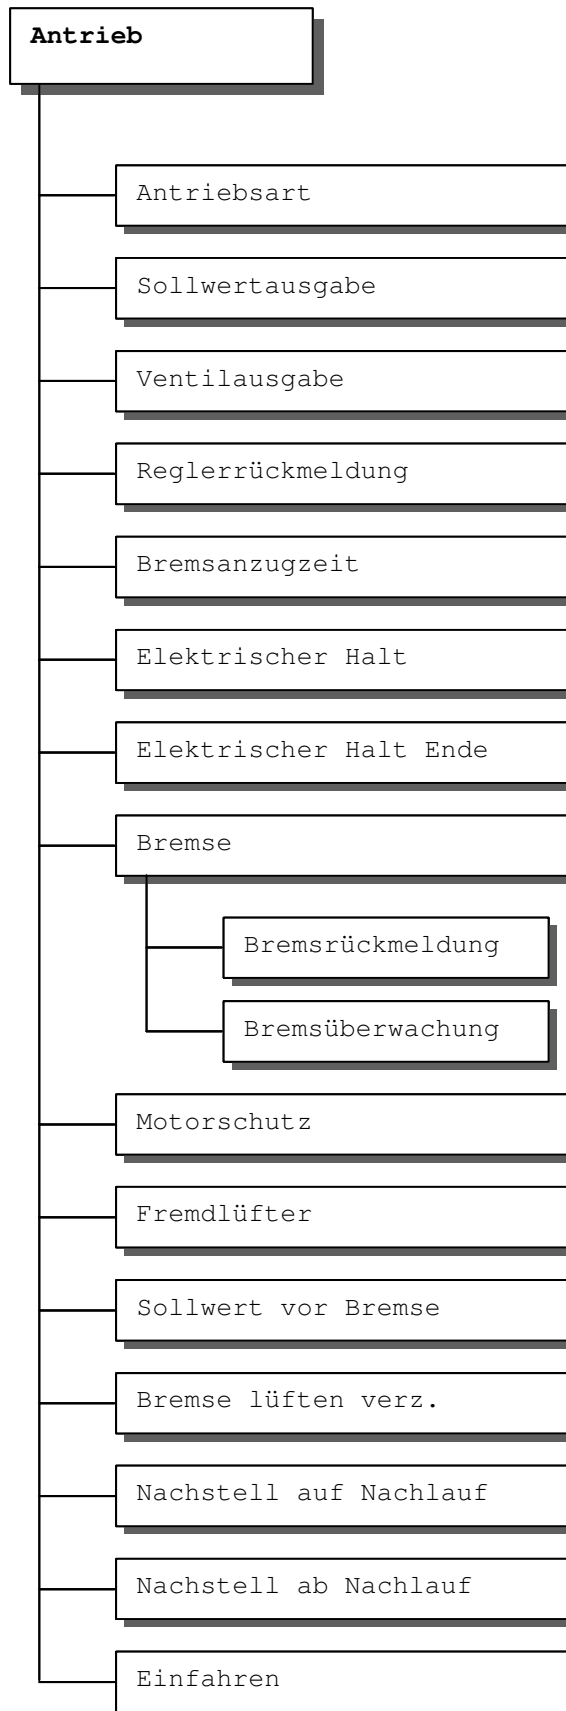 Antrieb
Antriebsart
Sollwertausgabe
Ventilausgabe
Reglerrückmeldung
Bremsanzugzeit
Elektrischer Halt
Elektrischer Halt Ende
Bremse
Bremsrückmeldung
Bremsüberwachung
Motorschutz
Fremdlüfter
Sollwert vor Bremse
Bremse lüften verz.
Nachstell auf Nachlauf
Nachstell ab Nachlauf
Einfahren